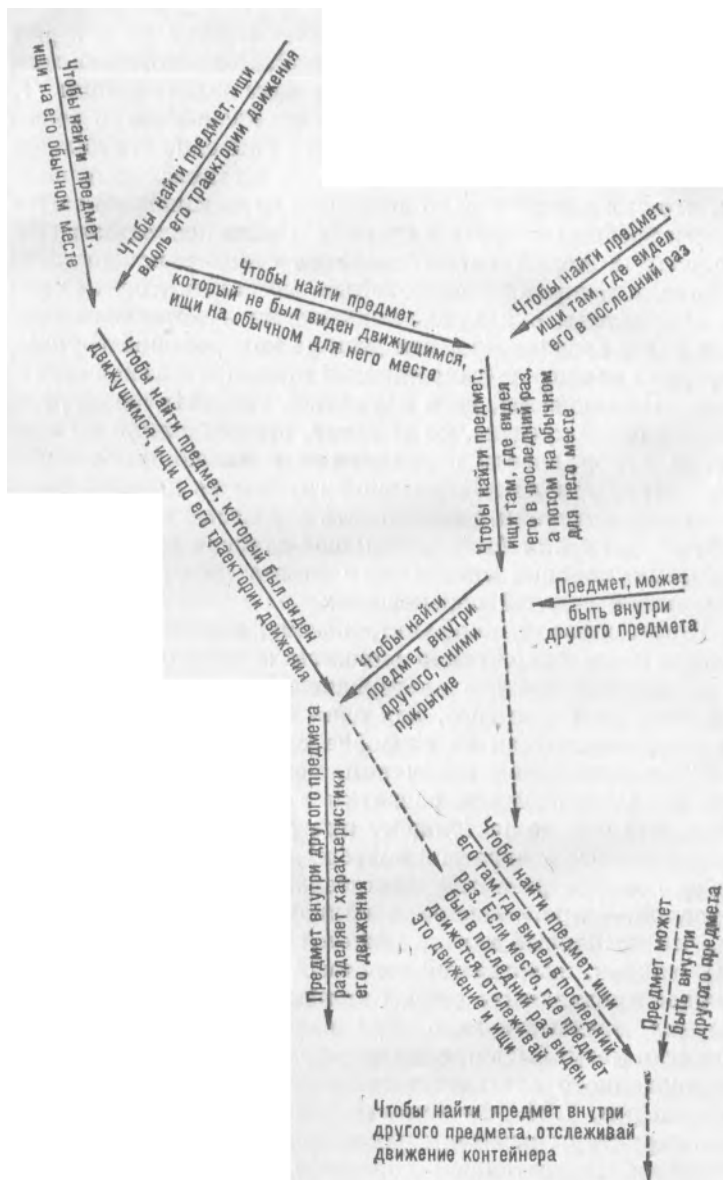 Чтобы найти предмет,
ищи на его обычном месте
Чтобы найти предмет, ищи
вдоль его траектории движения
Чтобы найти предмет,
который не был виден движущимся,
ищи на обычном для него месте
Чтобы найти предмет,
ищи там, где видел
его в последний раз
Чтобы найти предмет, который был виден
движущимся, ищи по его траектории движения
Чтобы найти предмет,
ищи там, где видел
его в последний раз,
а потом на обычном
для него месте
Предмет, может
быть внутри
другого предмета
Чтобы найти
предмет внутри
другого, сними
покрытие
Предмет внутри другого предмета
разделяет характеристики
его движения
Чтобы найти предмет, ищи
его там, где видел в последний
раз. Если место, где предмет
был в последний раз виден,
движется, отслеживай
это движение и ищи
Предмет может
быть внутри
другого предмета
Чтобы найти предмет внутри
другого предмета, отслеживай
движение контейнера